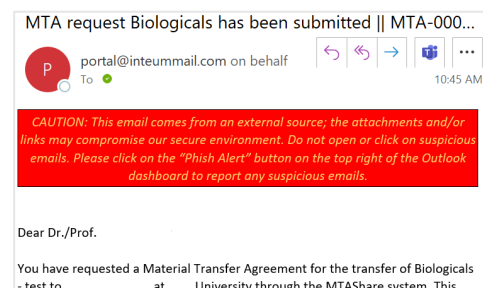 MTA request Biologicals has been submitted || MTA-000...
P
portal@inteummail.com on behalf
To
10:45 AM
CAUTION: This email comes from an external source; the attachments and/or
links may compromise our secure environment. Do not open or click on suspicious
emails. Please click on the "Phish Alert" button on the top right of the Outlook
dashboard to report any suspicious emails.
Dear Dr./Prof.
You have requested a Material Transfer Agreement for the transfer of Biologicals
- test to at University through the MTAShare system. This